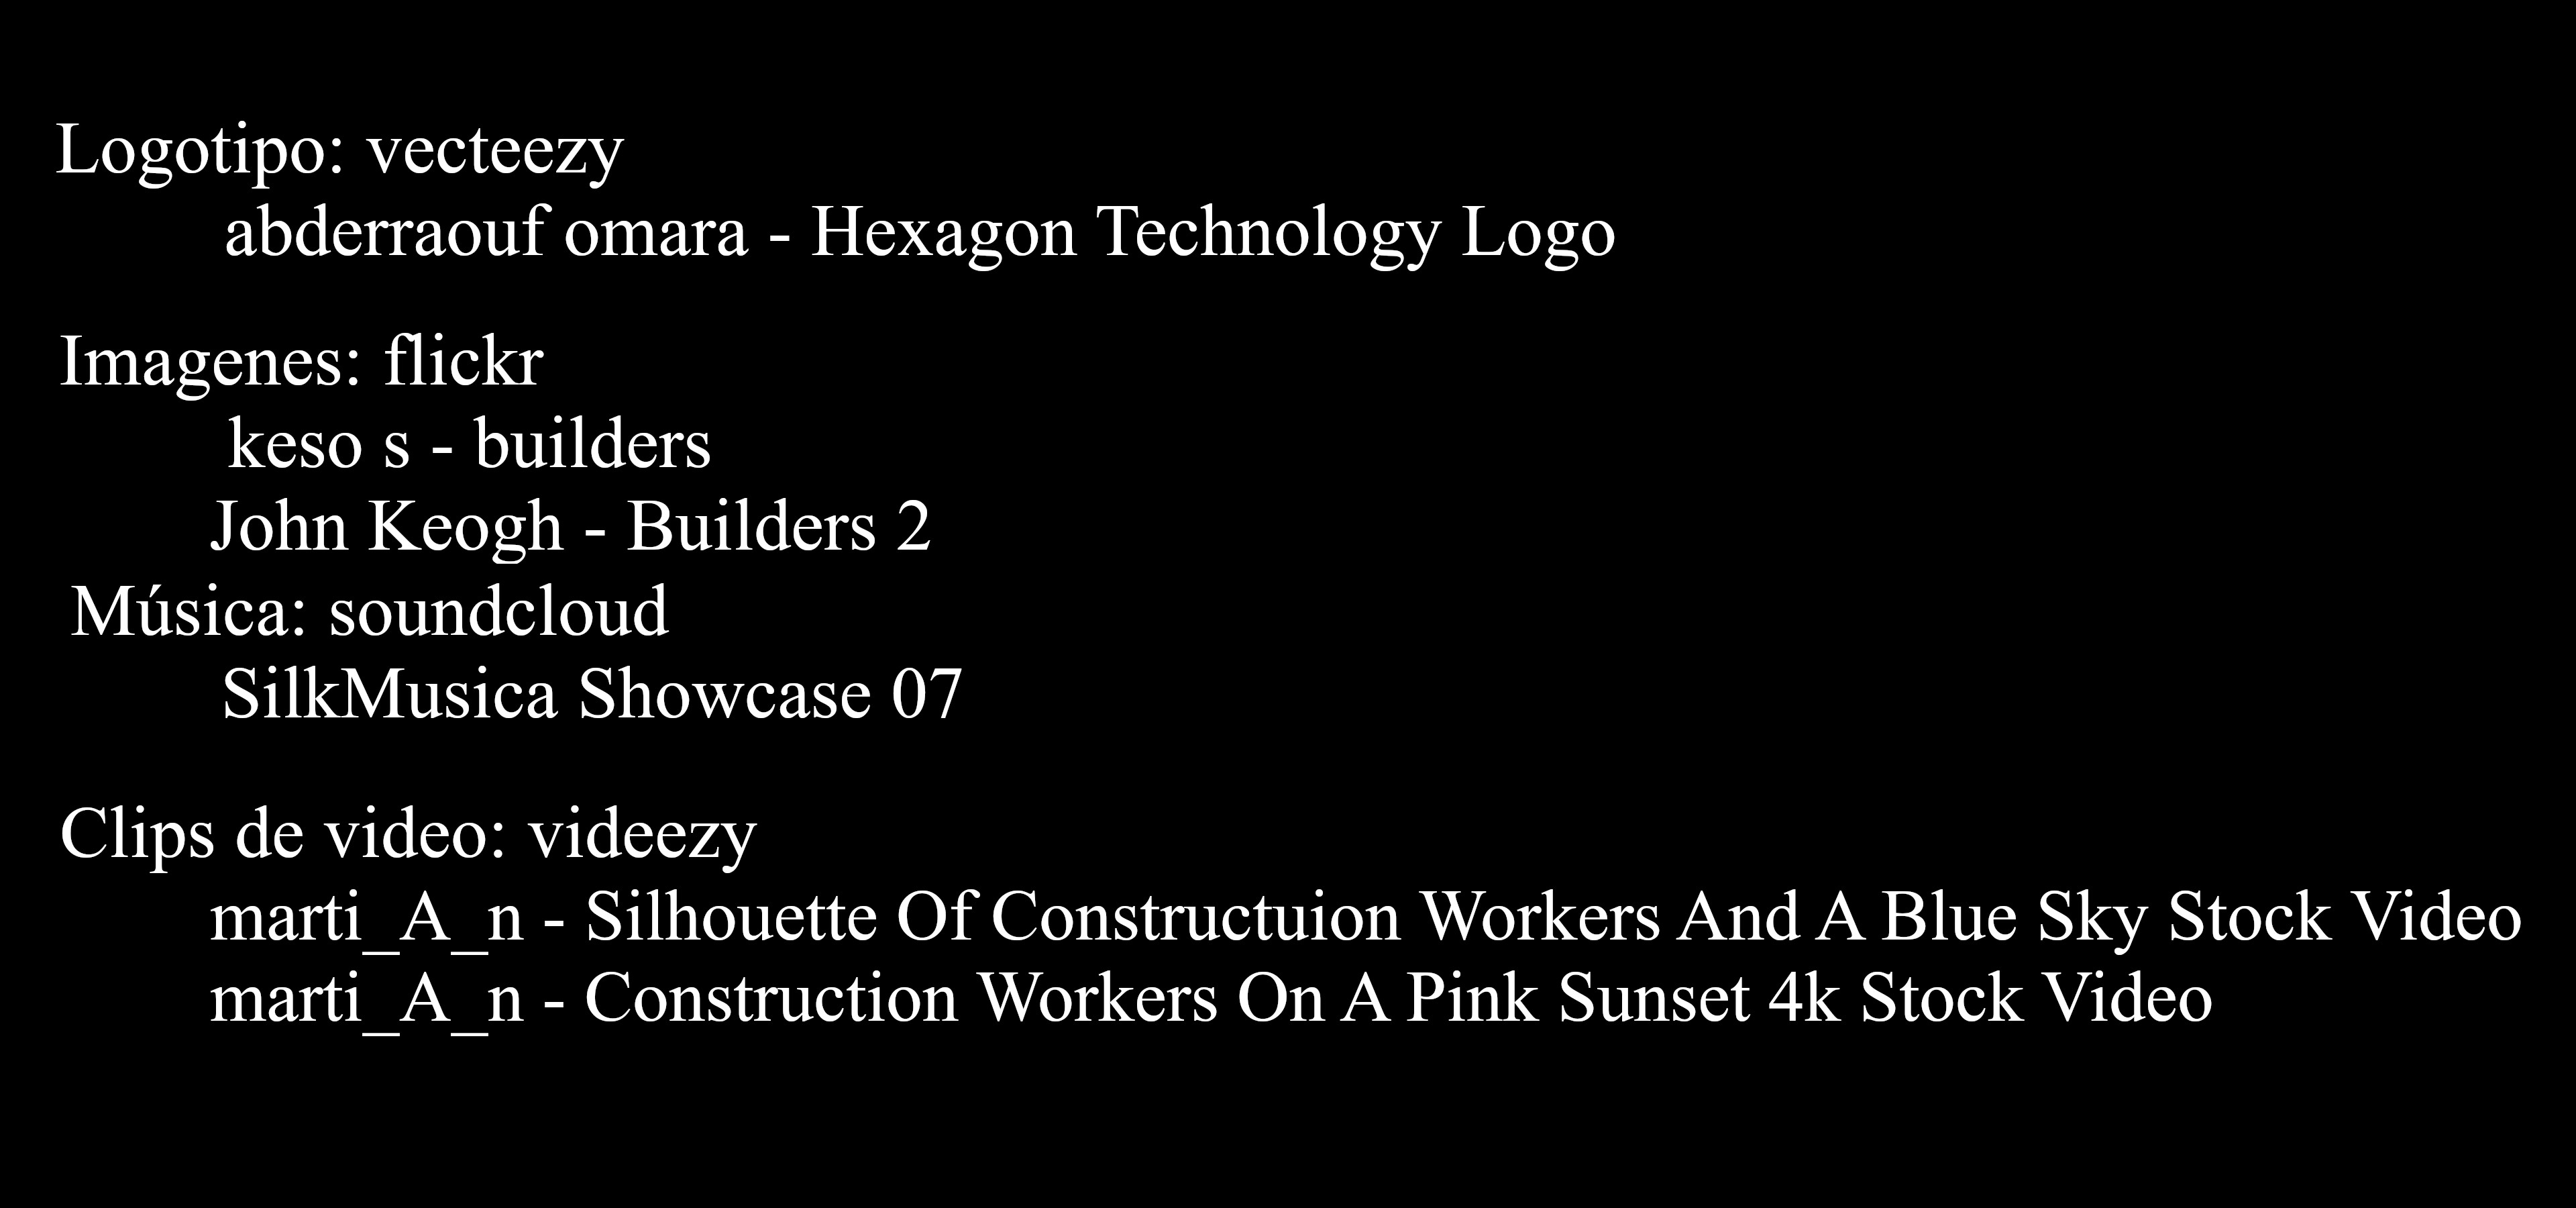 Logotipo: vecteezy
abderraouf omara - Hexagon Technology Logo
Imagenes: flickr
keso s - builders
John Keogh - Builders 2
Música: soundcloud
SilkMusica Showcase 07
Clips de video: videezy
marti_A_n - Silhouette Of Constructuion Workers And A Blue Sky Stock Video
marti_A_n - Construction Workers On A Pink Sunset 4k Stock Video